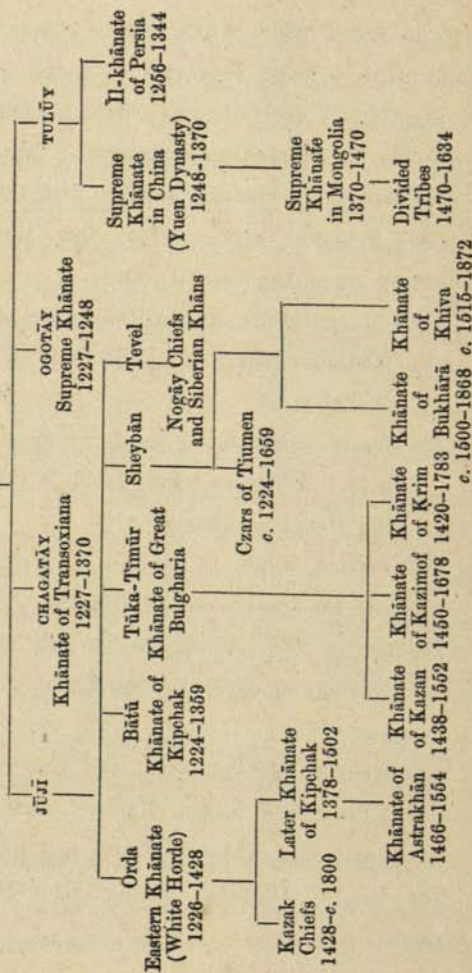 JŪJĪ
CHAGATĀY
Khānate of Transoxiana
1227–1370
OGOTĀY
Supreme Khānate
1227–1248
TULŪY
Orda
Eastern Khānate
(White Horde)
1226–1428
Bātū
Khānate of
Kipchak
1224–1359
Tūka-Tīmūr
Khānate of Great
Bulgharia
Sheybān
Tevel
Nogāy Chiefs
and Siberian Khāns
Supreme
Khānate
in China
(Yuen Dynasty)
1248–1370
Īl-khānate
of Persia
1256–1344
Kazak
Chiefs
1428–c. 1800
Later Khānate
of Kipchak
1378–1502
Czars of Tiumen
c. 1224–1659
Supreme
Khānate
in Mongolia
1370–1470
Khānate of
Astrakhān
1466–1554
Khānate
of Kazan
1438–1552
Khānate
of Kazimof
1450–1678
Khānate
of Ḳrim
1420–1783
Khānate
of
Bukhārā
c. 1500–1868
Khānate
of
Khiva
c. 1515–1872
Divided
Tribes
1470–1634